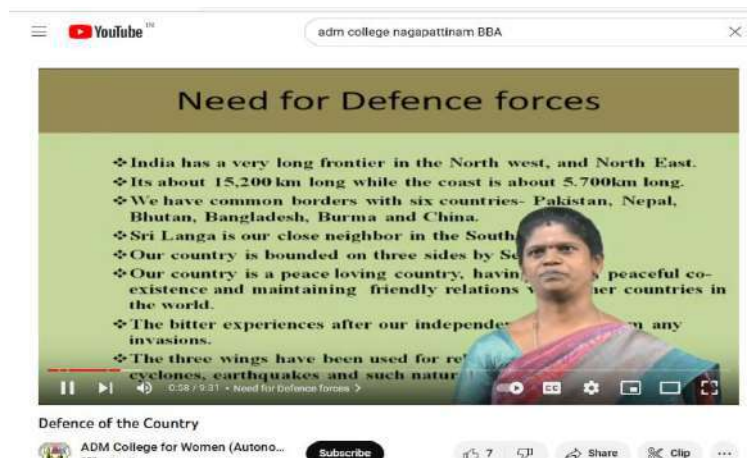 YouTube IN
adm college nagapattinam BBA
Need for Defence forces
❖India has a very long frontier in the North west, and North East.
❖Its about 15,200 km long while the coast is about 5.700km long.
❖We have common borders with six countries- Pakistan, Nepal,
Bhutan, Bangladesh, Burma and China.
❖Sri Langa is our close neighbor in the South
❖Our country is bounded on three sides by Se
❖Our country is a peace loving country, havin peaceful co-
existence and maintaining friendly relations her countries in
the world.
❖The bitter experiences after our independe any
invasions.
❖The three wings have been used for re
cyclones, earthquakes and such natur
0:58 / 9:31 • Need for Defence forces >
CC
Defence of the Country
ADM College for Women (Autono...
Subscribe
7
Share
Clip
...